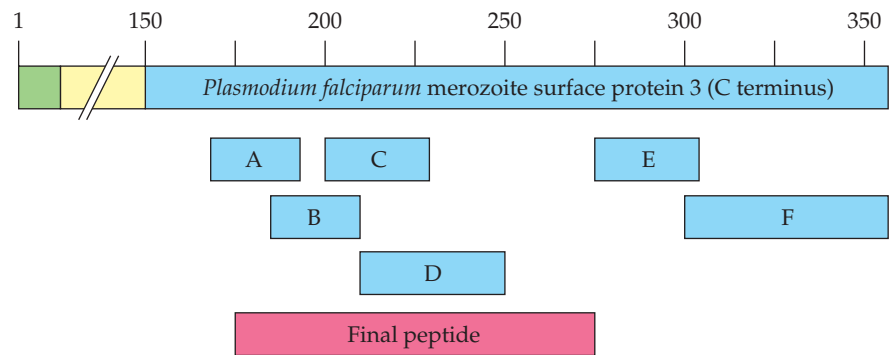 1 150 200 250 300 350
Plasmodium falciparum merozoite surface protein 3 (C terminus)
A C E
B F
D
Final peptide